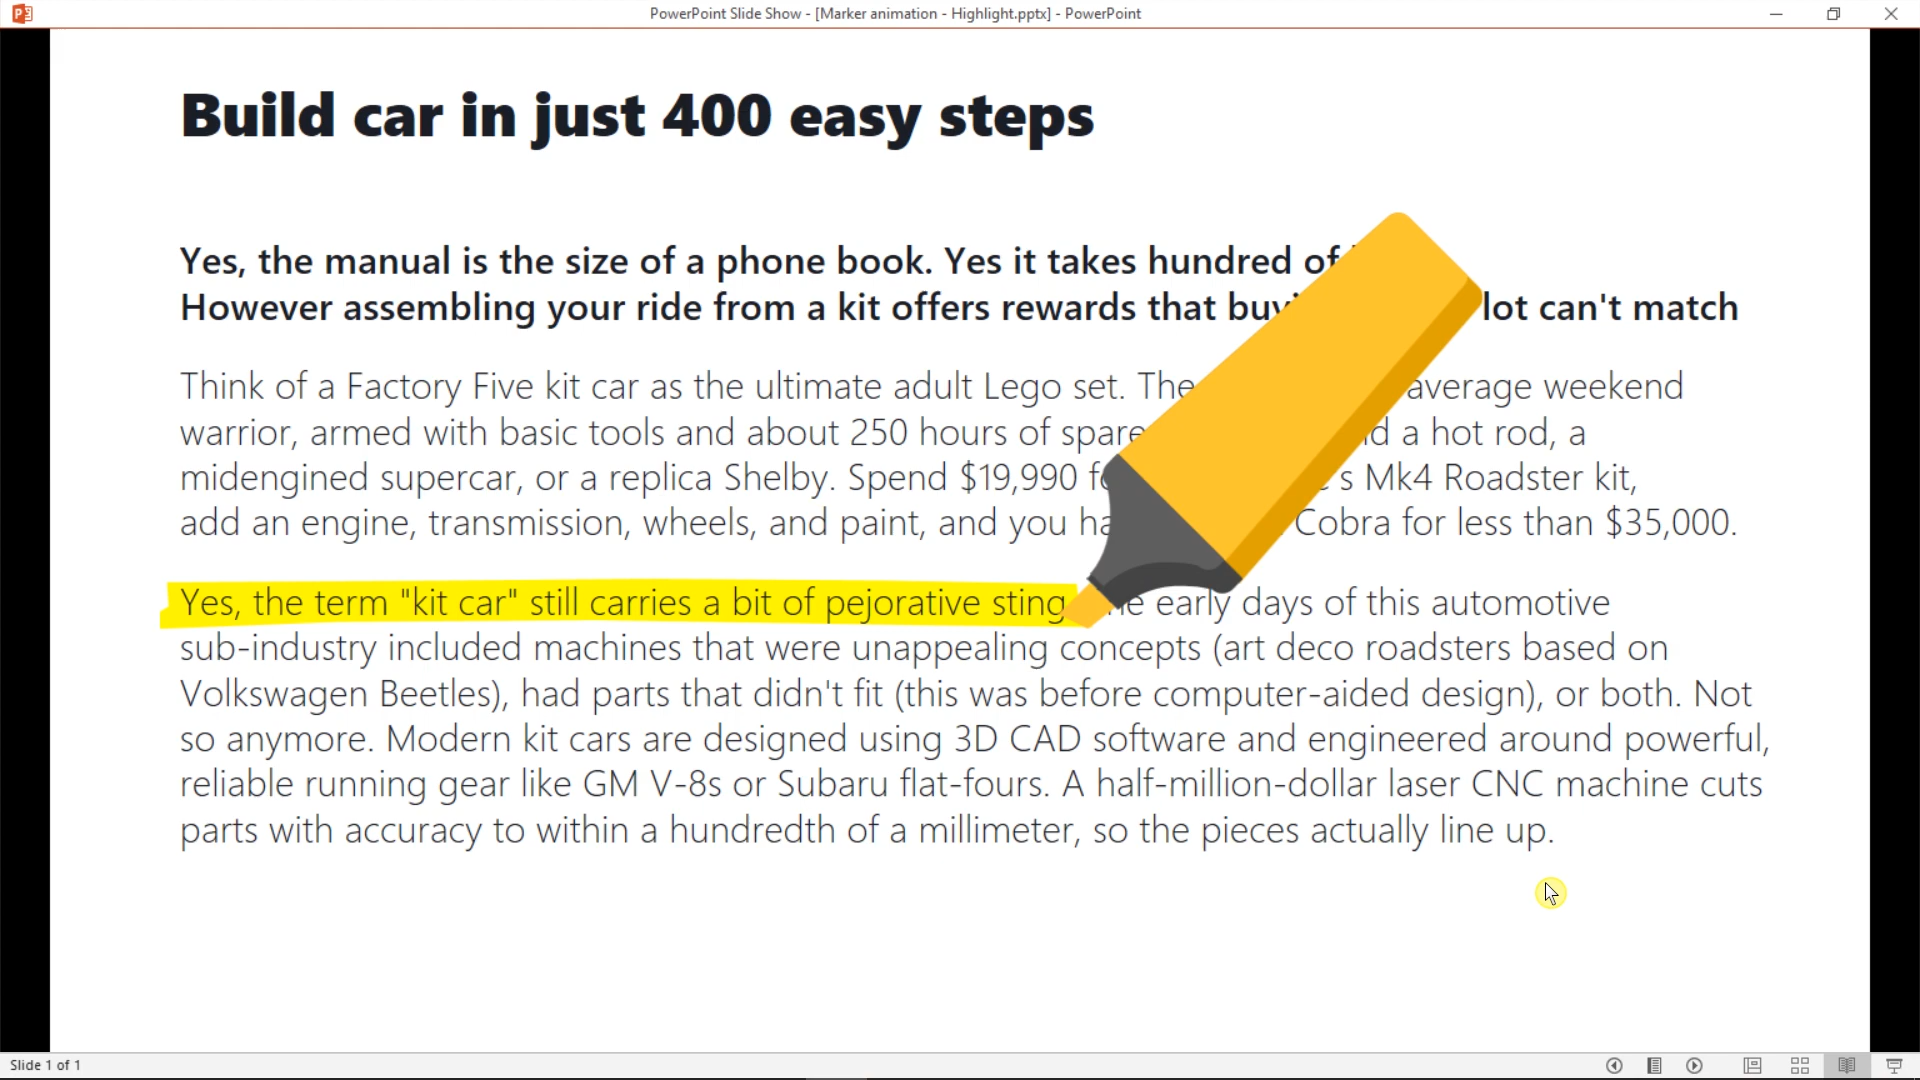 PowerPoint Slide Show - [Marker animation - Highlight.pptx] - PowerPoint
Build car in just 400 easy steps
Yes, the manual is the size of a phone book. Yes it takes hundred of
However assembling your ride from a kit offers rewards that lot can't match
Think of a Factory Five kit car as the ultimate adult Lego set. average weekend
warrior, armed with basic tools and about 250 hours of a hot rod, a
midengined supercar, or a replica Shelby. Spend $19,990 Mk4 Roadster kit,
add an engine, transmission, wheels, and paint, and you Cobra for less than $35,000.
Yes, the term "kit car" still carries a bit of pejorative sting early days of this automotive
sub-industry included machines that were unappealing concepts (art deco roadsters based on
Volkswagen Beetles), had parts that didn't fit (this was before computer-aided design), or both. Not
so anymore. Modern kit cars are designed using 3D CAD software and engineered around powerful,
reliable running gear like GM V-8s or Subaru flat-fours. A half-million-dollar laser CNC machine cuts
parts with accuracy to within a hundredth of a millimeter, so the pieces actually line up.
Slide 1 of 1